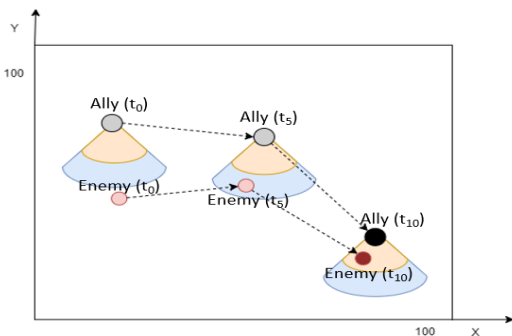 Y
100
Ally (t0)
Ally (t5)
Enemy (t0)
Enemy (t5)
Ally (t10)
Enemy (t10)
100
X